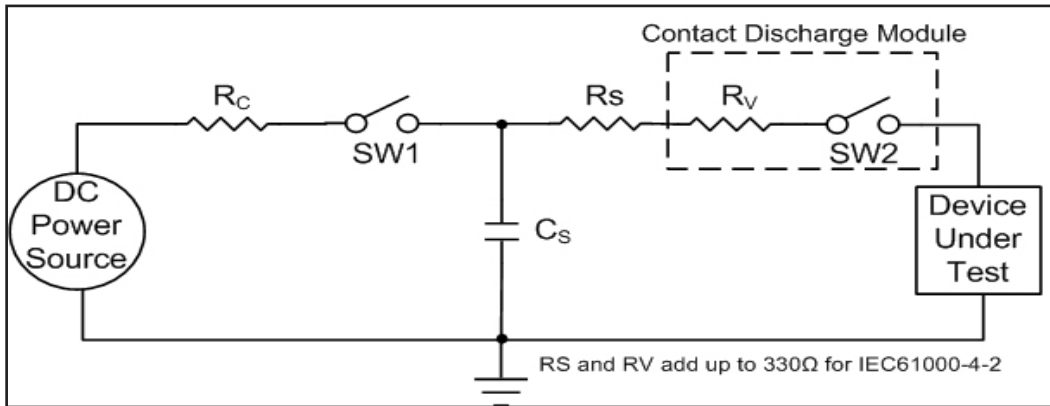 Contact Discharge Module
RC
SW1
Rs
RV
SW2
DC
Power
Source
CS
Device
Under
Test
RS and RV add up to 330Ω for IEC61000-4-2